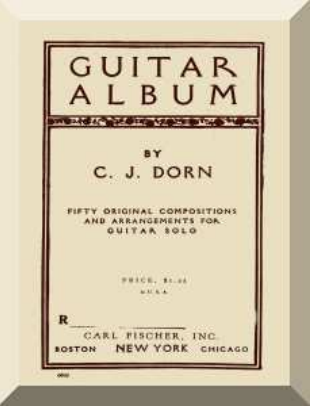 GUITAR
ALBUM
BY
C. J. DORN
FIFTY ORIGINAL COMPOSITIONS
AND ARRANGEMENTS FOR
GUITAR SOLO
PRICE,
R
CARL FISCHER, INC.
BOSTON NEW YORK CHICAGO